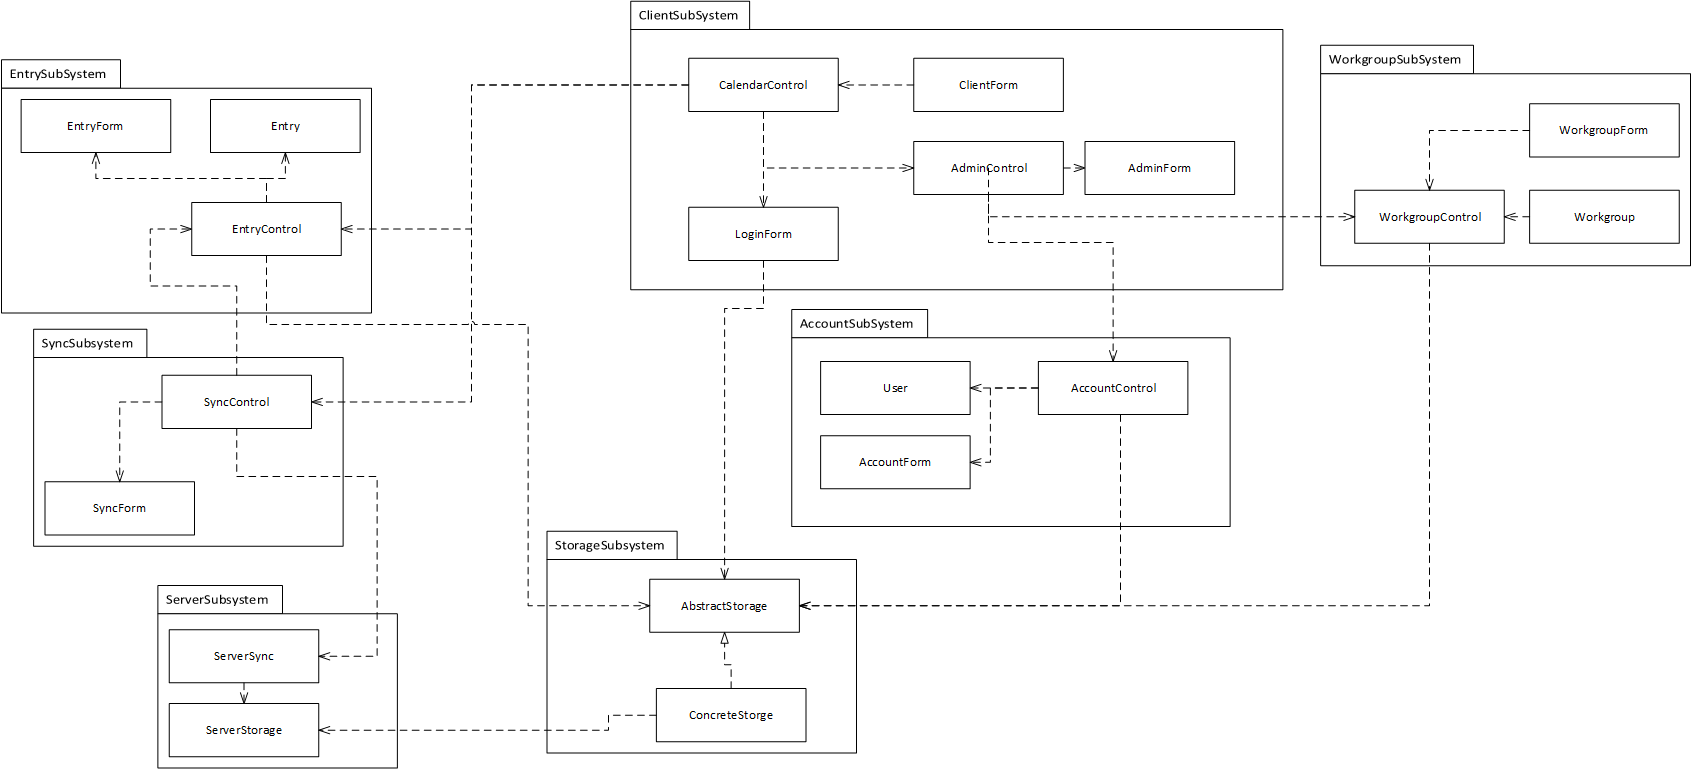 ClientSubSystem
CalendarControl
ClientForm
AdminControl
AdminForm
LoginForm
EntrySubSystem
EntryForm
Entry
EntryControl
WorkgroupSubSystem
WorkgroupForm
WorkgroupControl
Workgroup
SyncSubsystem
SyncControl
SyncForm
AccountSubSystem
User
AccountControl
AccountForm
StorageSubsystem
AbstractStorage
ConcreteStorge
ServerSubsystem
ServerSync
ServerStorage